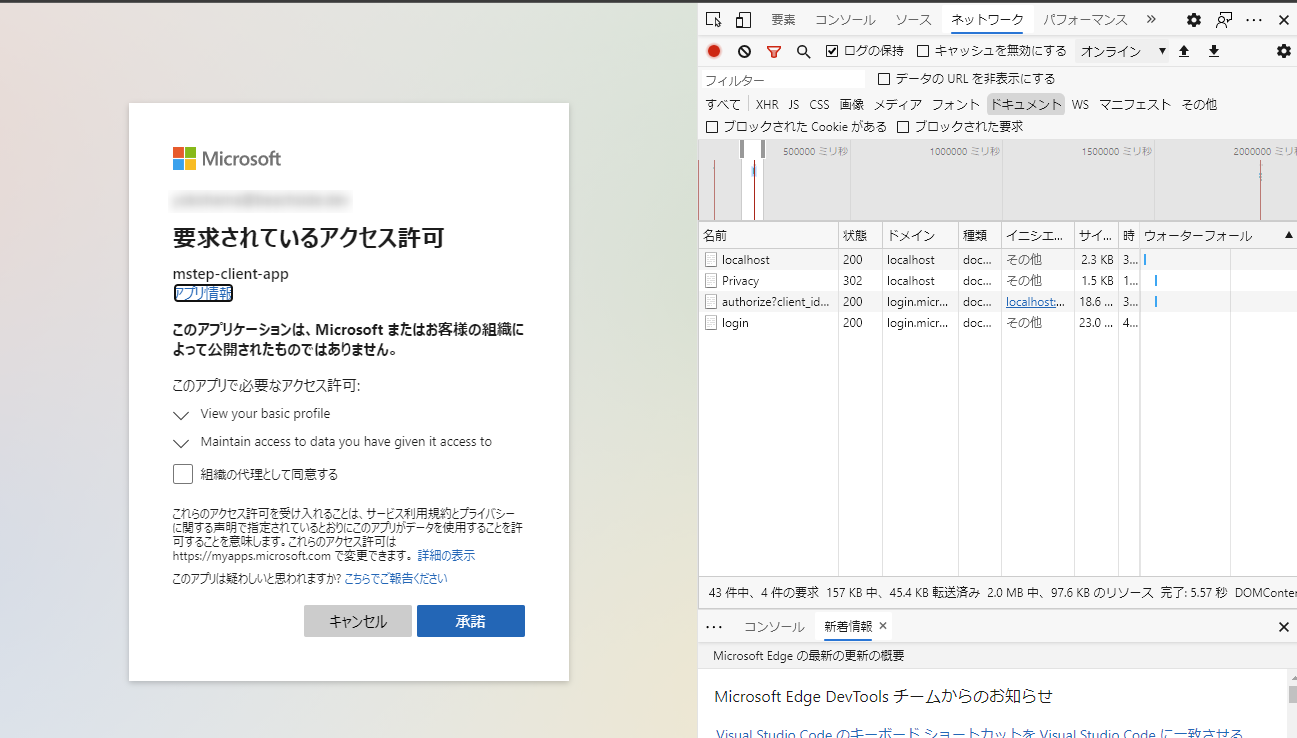 Microsoft
要求されているアクセス許可
mstep-client-app
アプリ情報
このアプリケーションは、Microsoft またはお客様の組織に
よって公開されたものではありません。
このアプリで必要なアクセス許可:
View your basic profile
Maintain access to data you have given it access to
組織の代理として同意する
これらのアクセス許可を受け入れることは、サービス利用規約とプライバシー
に関する声明で指定されているとおりにこのアプリがデータを使用することを許
可することを意味します。これらのアクセス許可は
https://myapps.microsoft.com で変更できます。 詳細の表示
このアプリは疑わしいと思われますか? こちらでご報告ください
キャンセル 承諾
要素 コンソール ソース ネットワーク パフォーマンス
ログの保持 キャッシュを無効にする オンライン
フィルター データの URL を非表示にする
すべて XHR JS CSS 画像 メディア フォント ドキュメント WS マニフェスト その他
ブロックされた Cookie がある ブロックされた要求
500000 ミリ秒 1000000 ミリ秒 1500000 ミリ秒 2000000 ミリ秒
名前 状態 ドメイン 種類 イニシエ... サイ... 時 ウォーターフォール
localhost 200 localhost doc... その他 2.3 KB 3...
Privacy 302 localhost doc... その他 1.5 KB 1...
authorize?client_id... 200 login.micr... doc... localhost:... 18.6 ... 3...
login 200 login.micr... doc... その他 23.0 ... 4...
43 件中、4 件の要求 157 KB 中、45.4 KB 転送済み 2.0 MB 中、97.6 KB のリソース 完了: 5.57 秒 DOMConter
... コンソール 新着情報
Microsoft Edge の最新の更新の概要
Microsoft Edge DevTools チームからのお知らせ
Visual Studio Code のキーボード ショートカットを Visual Studio Code に一致させる